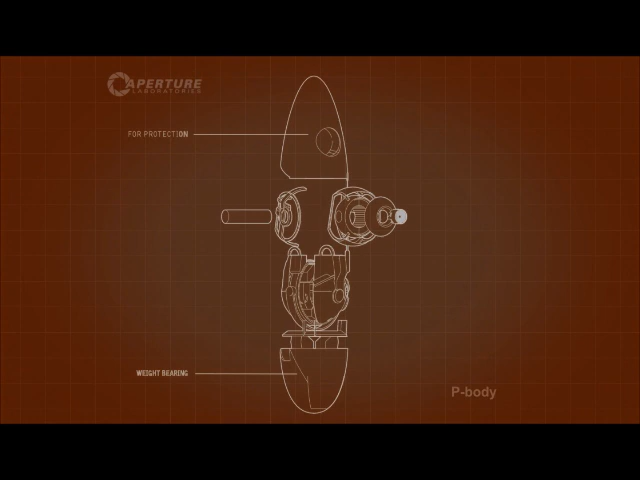 APERTURE
LABORATORIES
FOR PROTECTION
WEIGHT BEARING
P-body